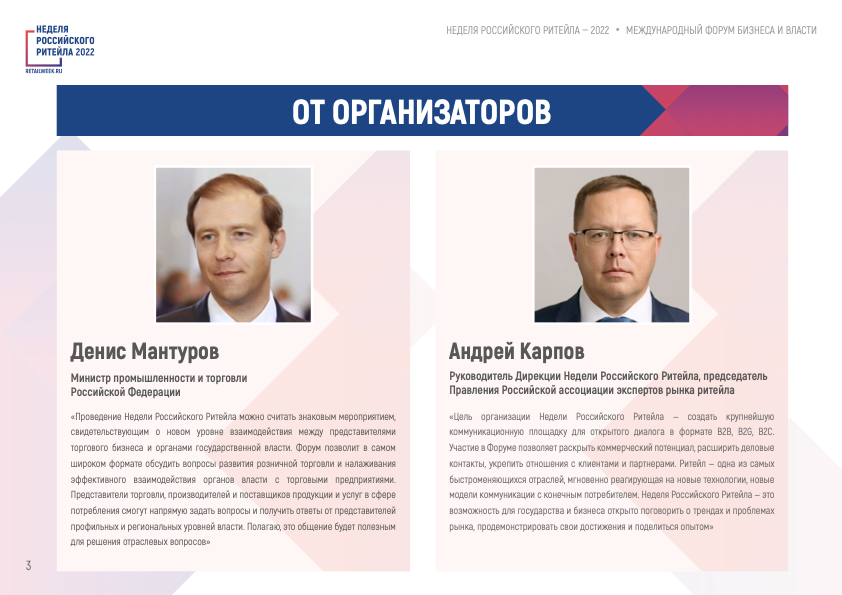 НЕДЕЛЯ
РОССИЙСКОГО
РИТЕЙЛА 2022
RETAILWEEK.RU
НЕДЕЛЯ РОССИЙСКОГО РИТЕЙЛА – 2022 • МЕЖДУНАРОДНЫЙ ФОРУМ БИЗНЕСА И ВЛАСТИ
ОТ ОРГАНИЗАТОРОВ
Денис Мантуров
Министр промышленности и торговли
Российской Федерации
«Проведение Недели Российского Ритейла можно считать знаковым мероприятием,
свидетельствующим о новом уровне взаимодействия между представителями
торгового бизнеса и органами государственной власти. Форум позволит в самом
широком формате обсудить вопросы развития розничной торговли и налаживания
эффективного взаимодействия органов власти с торговыми предприятиями.
Представители торговли, производителей и поставщиков продукции и услуг в сфере
потребления смогут напрямую задать вопросы и получить ответы от представителей
профильных и региональных уровней власти. Полагаю, это общение будет полезным
для решения отраслевых вопросов»
Андрей Карпов
Руководитель Дирекции Недели Российского Ритейла, председатель
Правления Российской ассоциации экспертов рынка ритейла
«Цель организации Недели Российского Ритейла – создать крупнейшую
коммуникационную площадку для открытого диалога в формате B2B, B2G, B2C.
Участие в Форуме позволяет раскрыть коммерческий потенциал, расширить деловые
контакты, укрепить отношения с клиентами и партнерами. Ритейл – одна из самых
быстроменяющихся отраслей, мгновенно реагирующая на новые технологии, новые
модели коммуникации с конечным потребителем. Неделя Российского Ритейла – это
возможность для государства и бизнеса открыто поговорить о трендах и проблемах
рынка, продемонстрировать свои достижения и поделиться опытом»
3